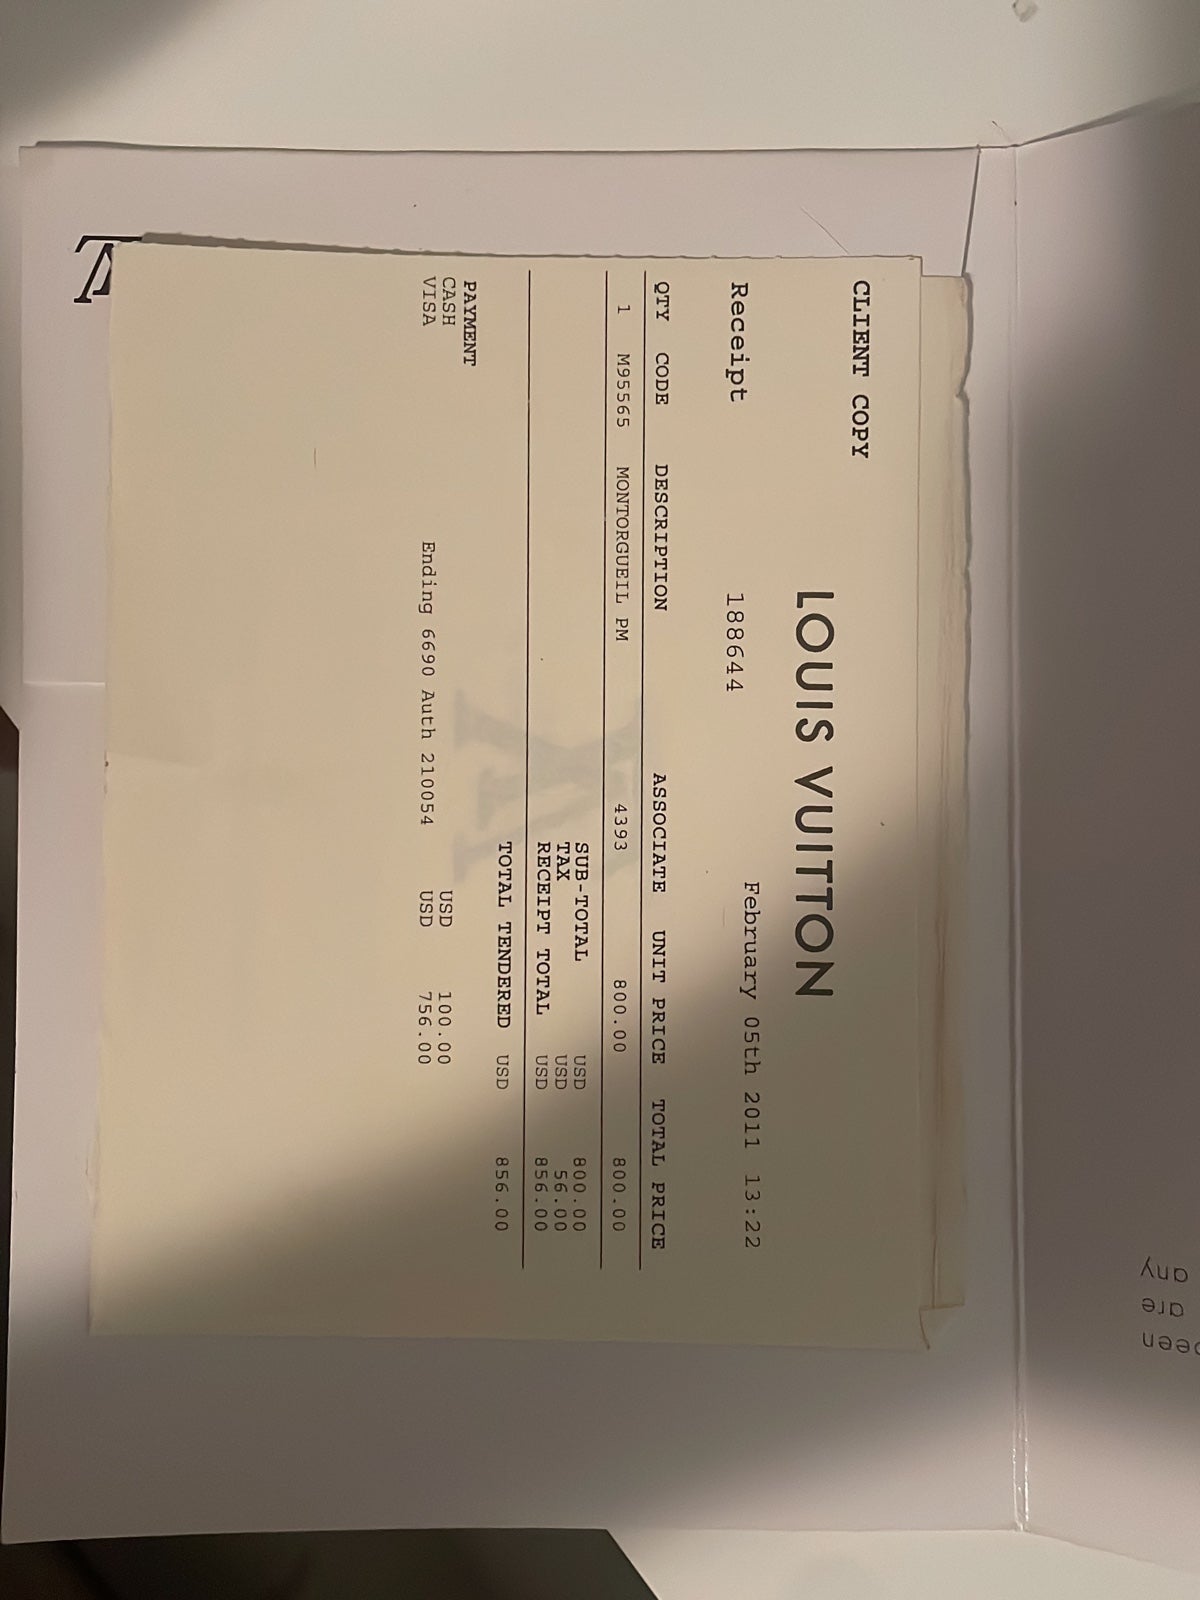 CLIENT COPY
LOUIS VUITTON
February 05th 2011 13:22
Receipt 188644
QTY CODE DESCRIPTION ASSOCIATE UNIT PRICE TOTAL PRICE
1 M95565 MONTORGUEIL PM 4393 800.00 800.00
SUB-TOTAL USD 800.00
TAX USD 56.00
RECEIPT TOTAL USD 856.00
TOTAL TENDERED USD 856.00
PAYMENT
CASH USD 100.00
VISA Ending 6690 Auth 210054 USD 756.00
any
are